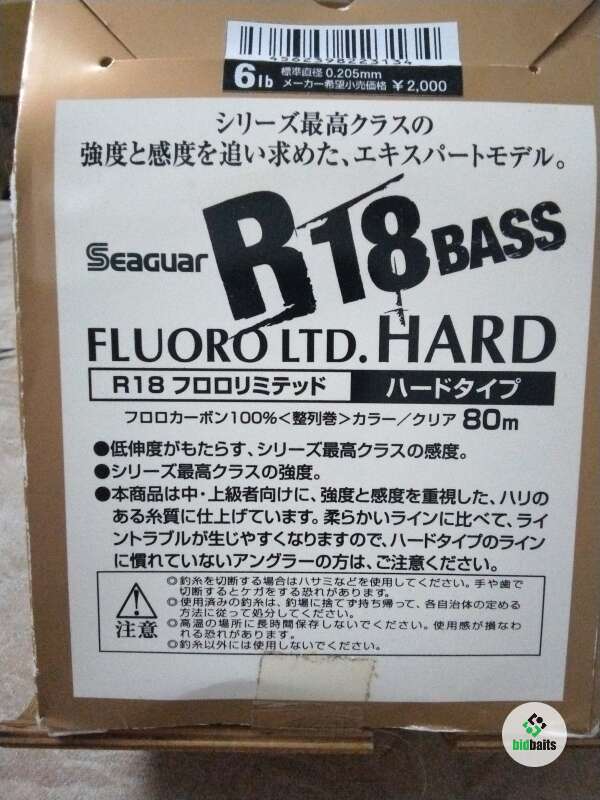 6lb 標準直径 0.205mm
メーカー希望小売価格 ￥2,000
シリーズ最高クラスの
強度と感度を追い求めた、エキスパートモデル。
Seaguar R18 BASS
FLUORO LTD. HARD
R18 フロロリミテッド ハードタイプ
フロロカーボン100%<整列巻>カラー／クリア 80m
●低伸度がもたらす、シリーズ最高クラスの感度。
●シリーズ最高クラスの強度。
●本商品は中・上級者向けに、強度と感度を重視した、ハリの
ある糸質に仕上げています。柔らかいラインに比べて、ライ
ントラブルが生じやすくなりますので、ハードタイプのライン
に慣れていないアングラーの方は、ご注意ください。
注意
◎釣糸を切断する場合はハサミなどを使用してください。手や歯で
切断するとケガをする恐れがあります。
◎使用済みの釣糸は、釣場に捨てず持ち帰って、各自治体の定める
方法に従って処分してください。
◎高温の場所に長時間保存しないでください。使用感が損なわ
れる恐れがあります。
◎釣糸以外には使用しないでください。
bidbaits